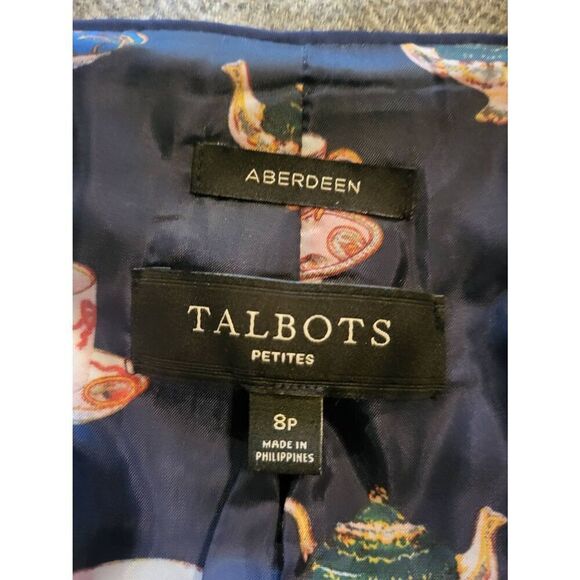 ABERDEEN
TALBOTS
PETITES
8P
MADE IN
PHILIPPINES